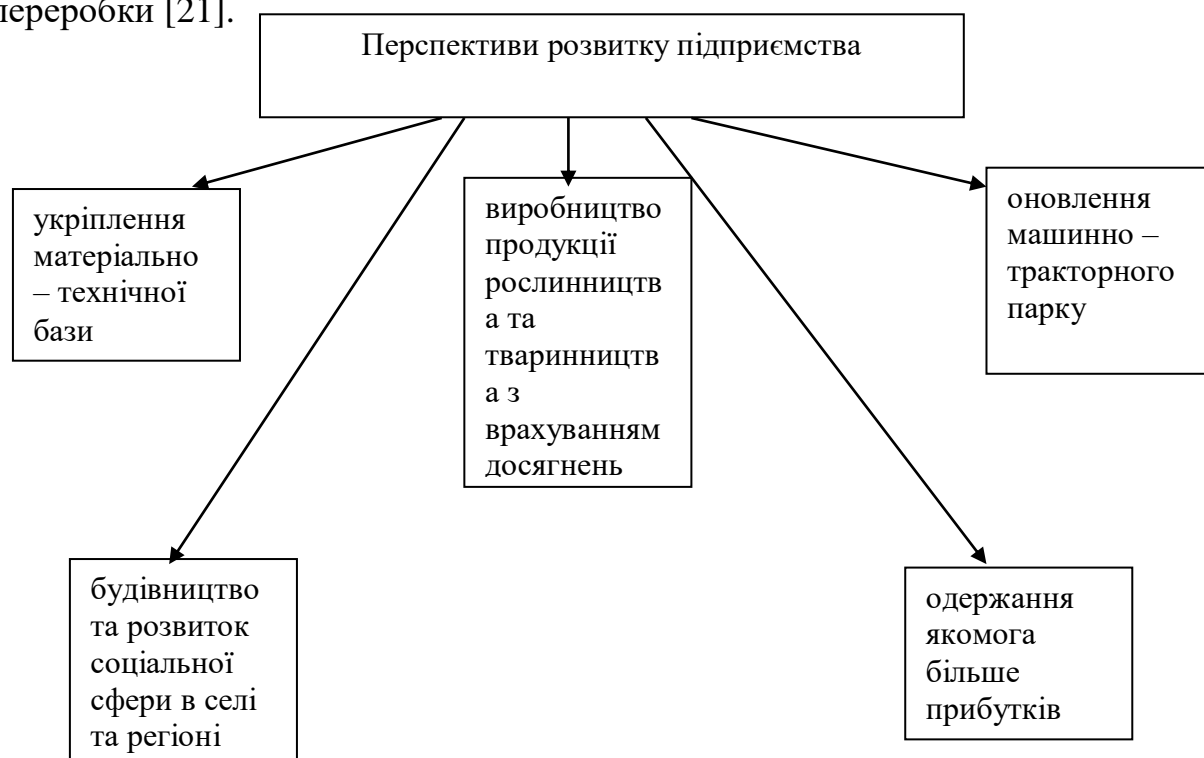 переробки [21].
Перспективи розвитку підприємства
укріплення
матеріально
– технічної
бази
виробництво
продукції
рослинництв
а та
тваринництв
а з
врахуванням
досягнень
оновлення
машинно –
тракторного
парку
будівництво
та розвиток
соціальної
сфери в селі
та регіоні
одержання
якомога
більше
прибутків